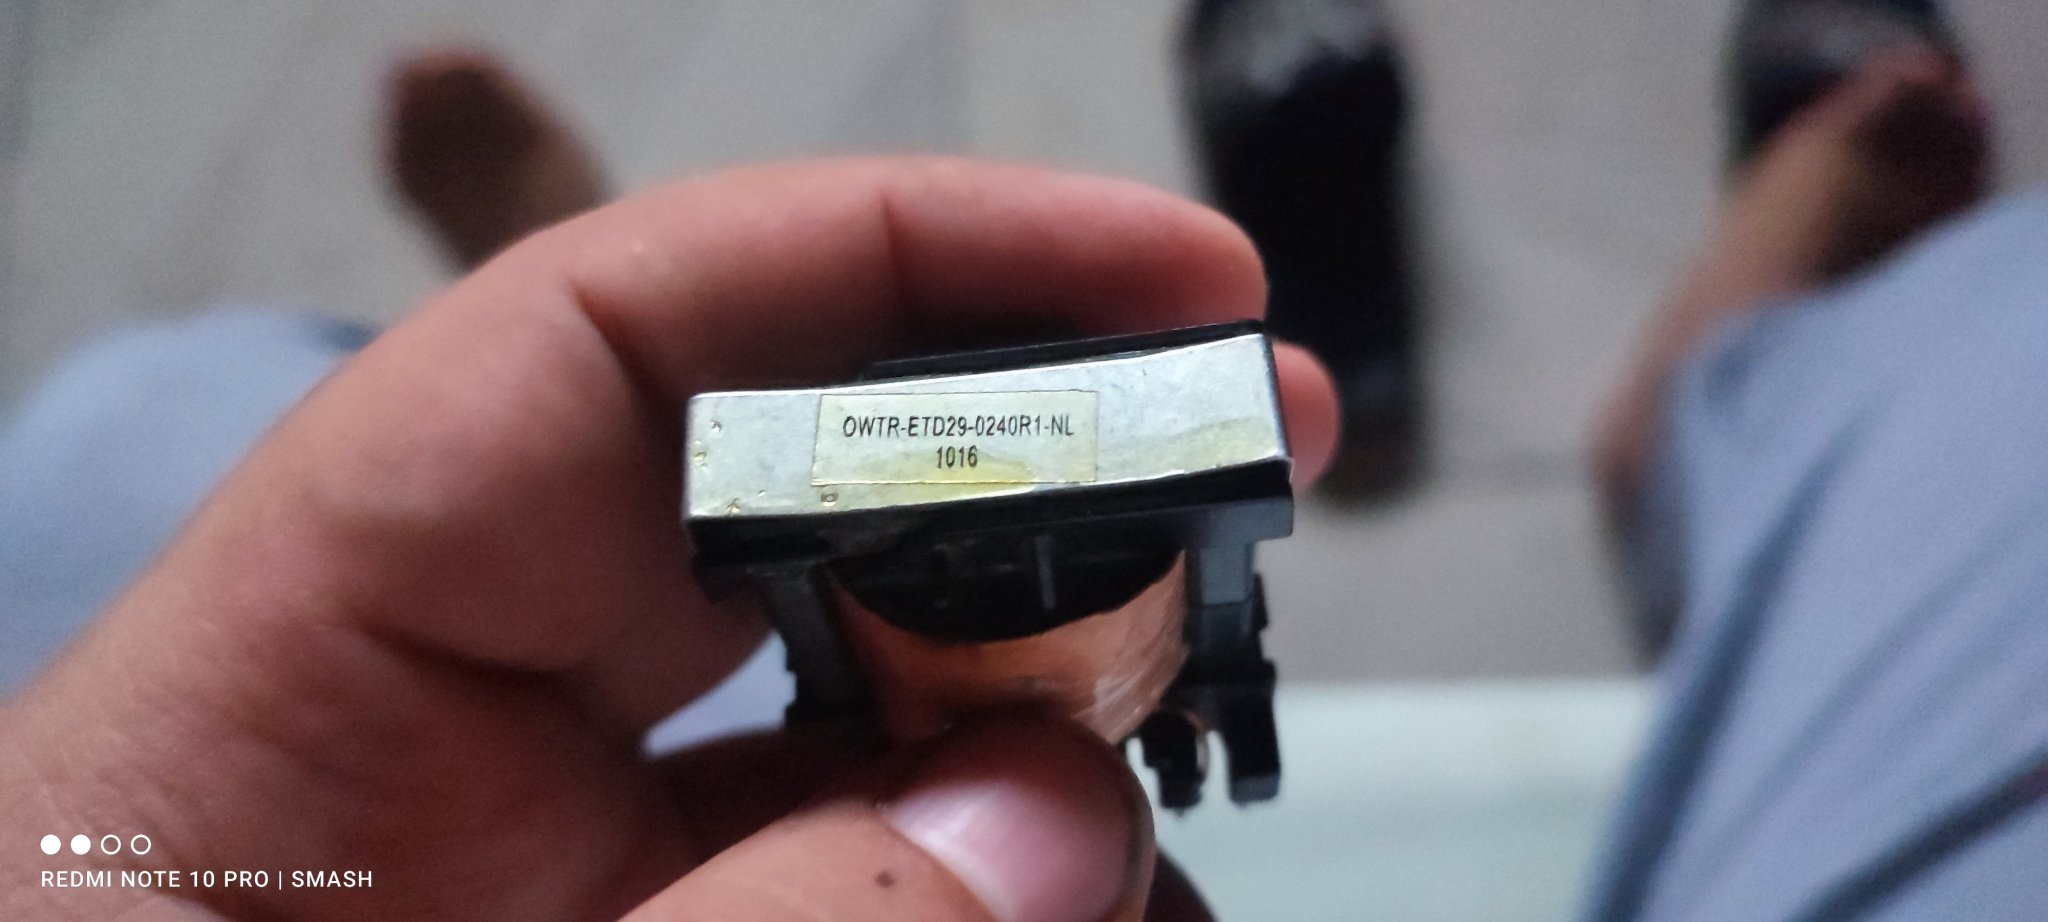 OWTR-ETD29-0240R1-NL
1016
REDMI NOTE 10 PRO | SMASH